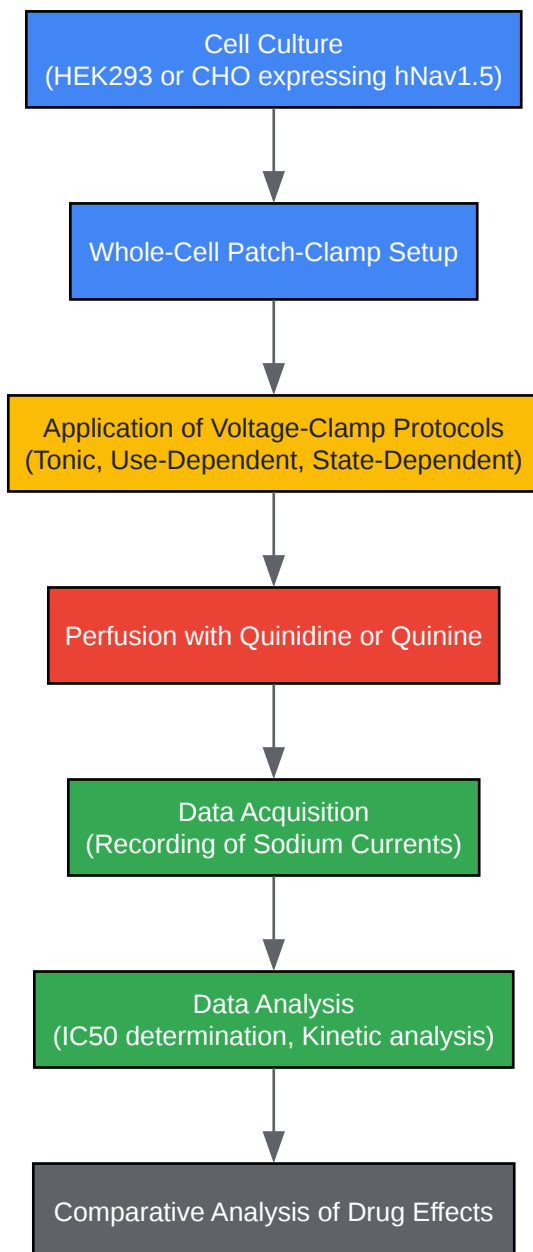 Cell Culture
(HEK293 or CHO expressing hNav1.5)
Whole-Cell Patch-Clamp Setup
Application of Voltage-Clamp Protocols
(Tonic, Use-Dependent, State-Dependent)
Perfusion with Quinidine or Quinine
Data Acquisition
(Recording of Sodium Currents)
Data Analysis
(IC50 determination, Kinetic analysis)
Comparative Analysis of Drug Effects